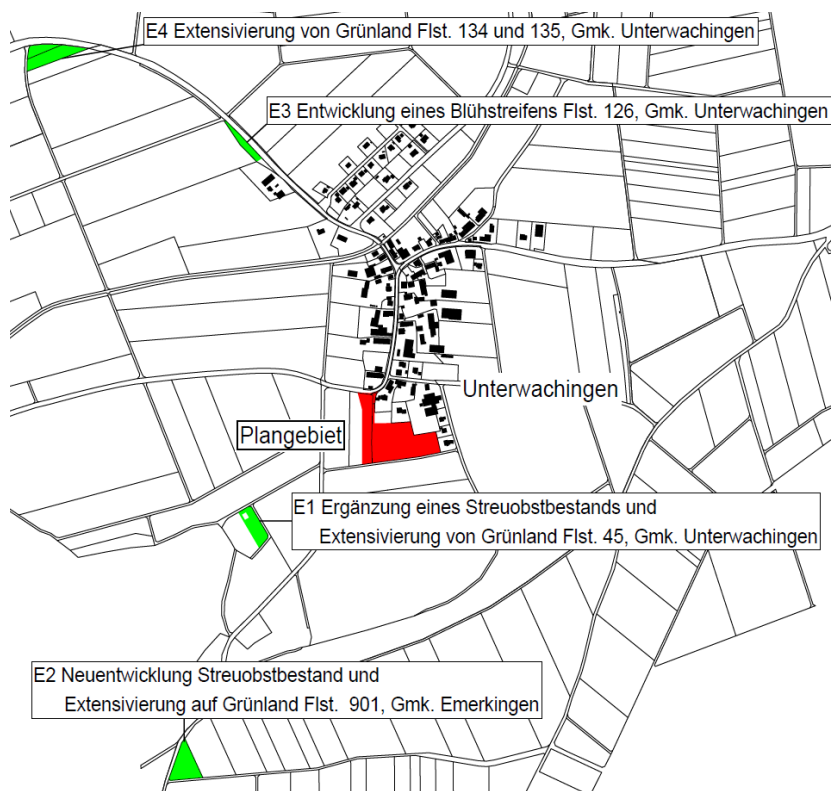 E4 Extensivierung von Grünland Flst. 134 und 135, Gmk. Unterwachingen
E3 Entwicklung eines Blühstreifens Flst. 126, Gmk. Unterwachingen
Unterwachingen
Plangebiet
E1 Ergänzung eines Streuobstbestands und
Extensivierung von Grünland Flst. 45, Gmk. Unterwachingen
E2 Neuentwicklung Streuobstbestand und
Extensivierung auf Grünland Flst. 901, Gmk. Emerkingen